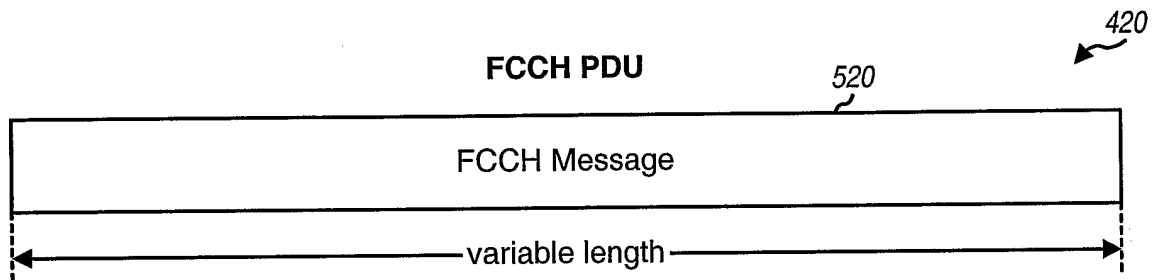 420
FCCH PDU
520
FCCH Message
variable length